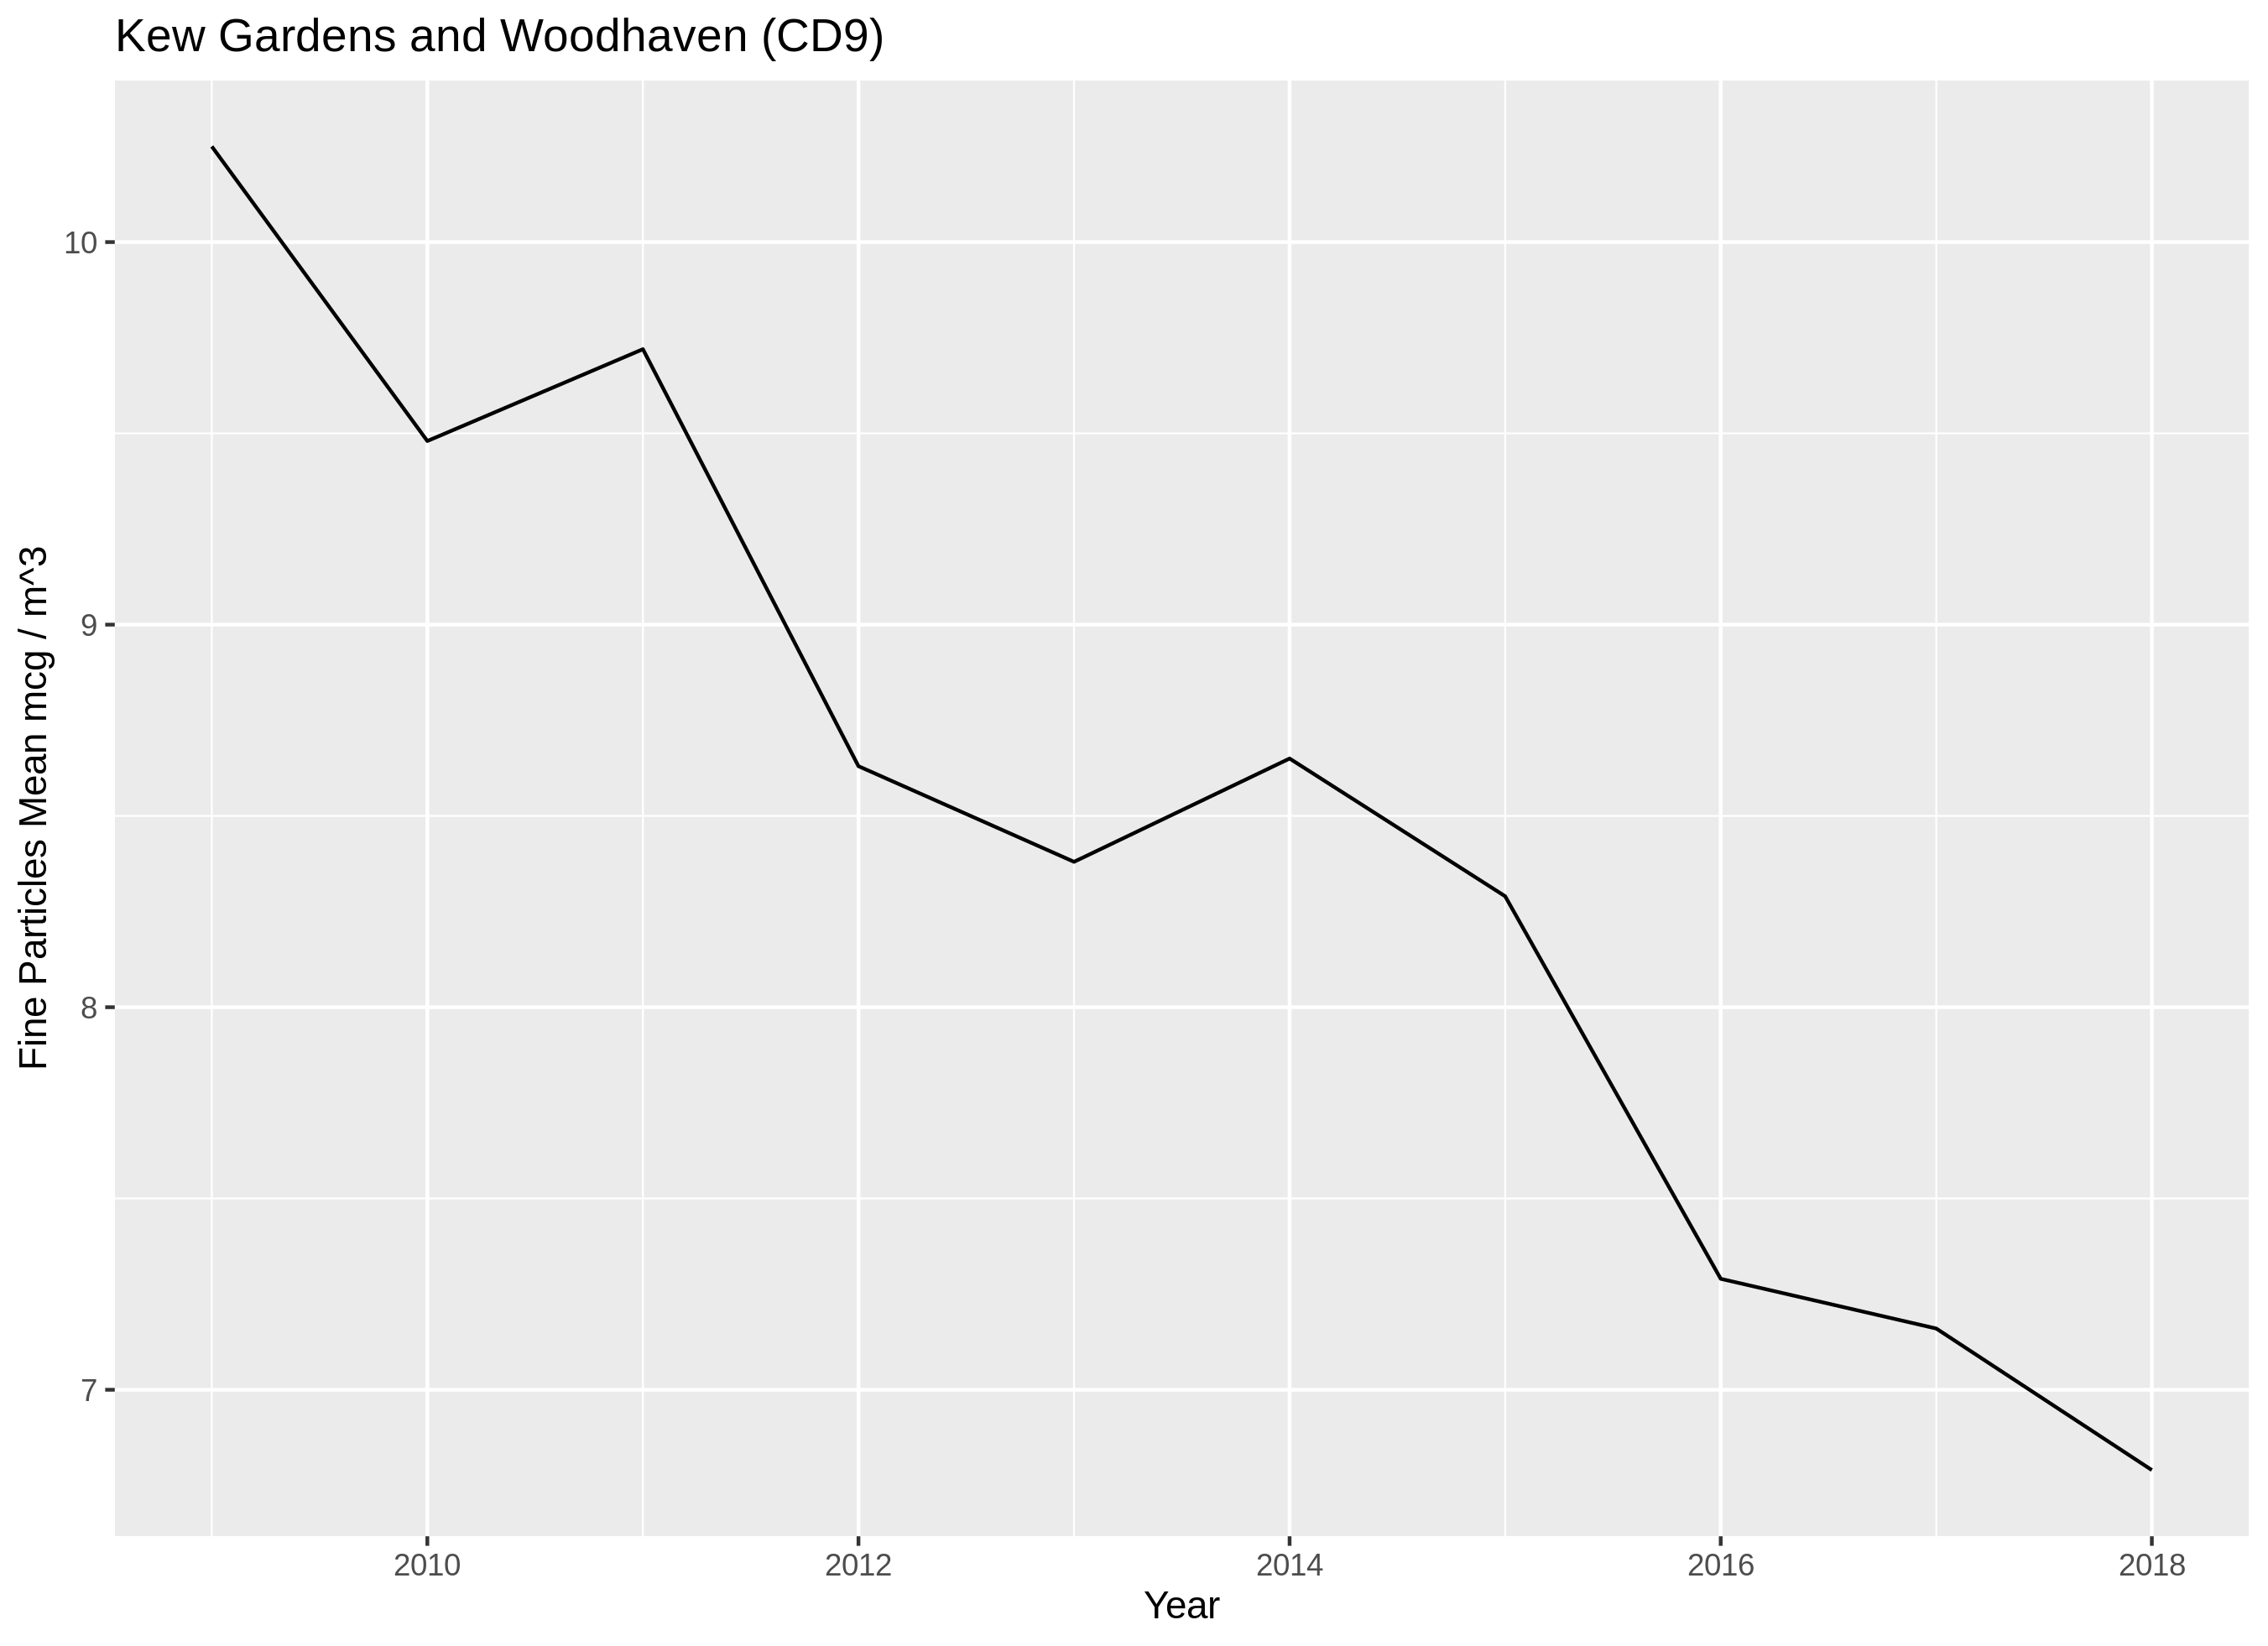 Kew Gardens and Woodhaven (CD9)
Fine Particles Mean mcg / m^3
10
9
8
7
2010 2012 2014 2016 2018
Year